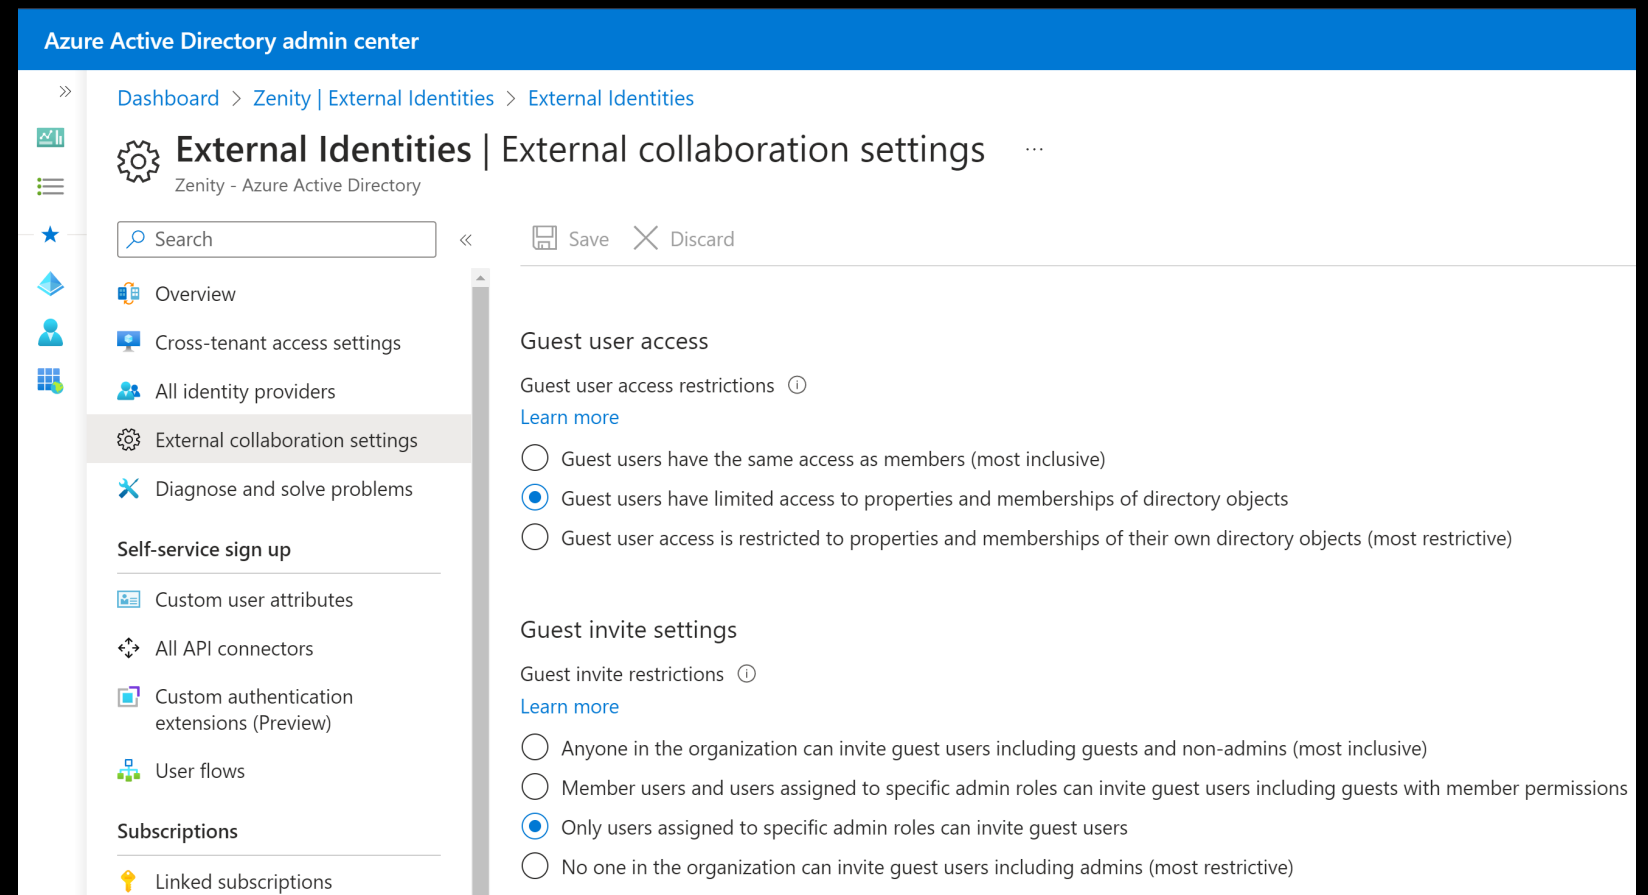 Azure Active Directory admin center
Dashboard > Zenity | External Identities > External Identities
External Identities | External collaboration settings ...
Zenity - Azure Active Directory
Search
Save Discard
Overview
Cross-tenant access settings
All identity providers
External collaboration settings
Diagnose and solve problems
Self-service sign up
Custom user attributes
All API connectors
Custom authentication
extensions (Preview)
User flows
Subscriptions
Linked subscriptions
Guest user access
Guest user access restrictions
Learn more
Guest users have the same access as members (most inclusive)
Guest users have limited access to properties and memberships of directory objects
Guest user access is restricted to properties and memberships of their own directory objects (most restrictive)
Guest invite settings
Guest invite restrictions
Learn more
Anyone in the organization can invite guest users including guests and non-admins (most inclusive)
Member users and users assigned to specific admin roles can invite guest users including guests with member permissions
Only users assigned to specific admin roles can invite guest users
No one in the organization can invite guest users including admins (most restrictive)